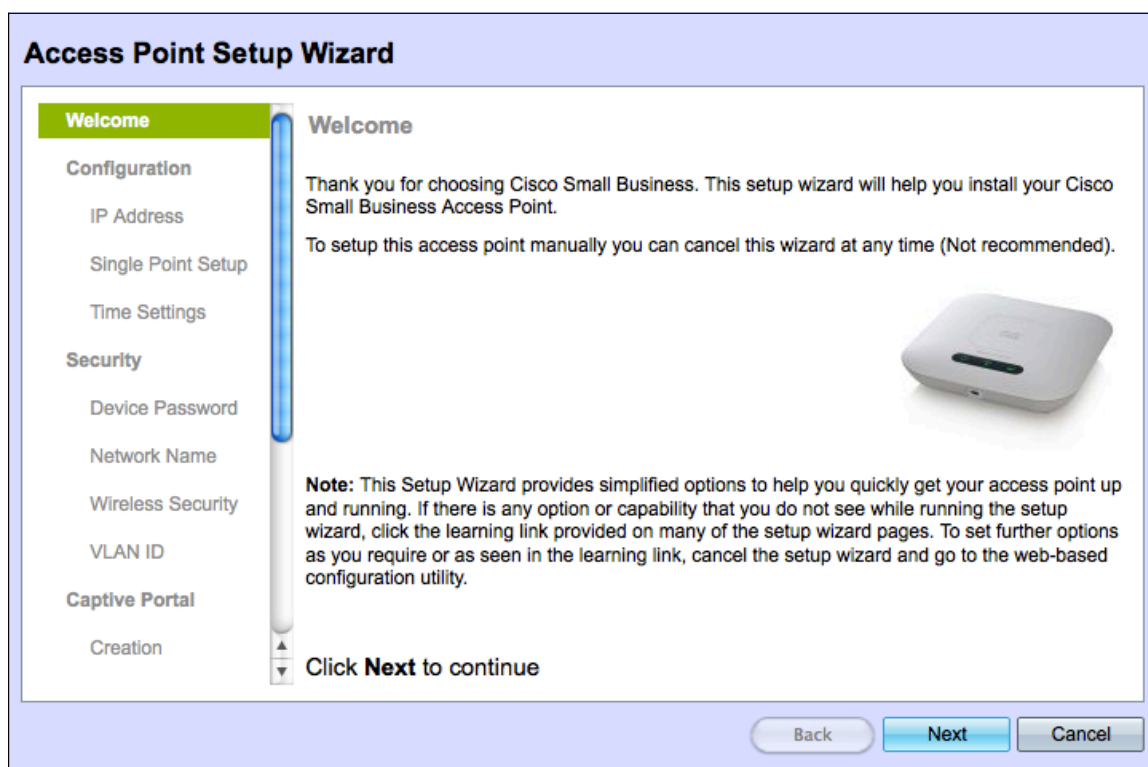 Access Point Setup Wizard
Welcome
Configuration
IP Address
Single Point Setup
Time Settings
Security
Device Password
Network Name
Wireless Security
VLAN ID
Captive Portal
Creation
Welcome
Thank you for choosing Cisco Small Business. This setup wizard will help you install your Cisco
Small Business Access Point.
To setup this access point manually you can cancel this wizard at any time (Not recommended).
Note: This Setup Wizard provides simplified options to help you quickly get your access point up
and running. If there is any option or capability that you do not see while running the setup
wizard, click the learning link provided on many of the setup wizard pages. To set further options
as you require or as seen in the learning link, cancel the setup wizard and go to the web-based
configuration utility.
Click Next to continue
Back
Next
Cancel